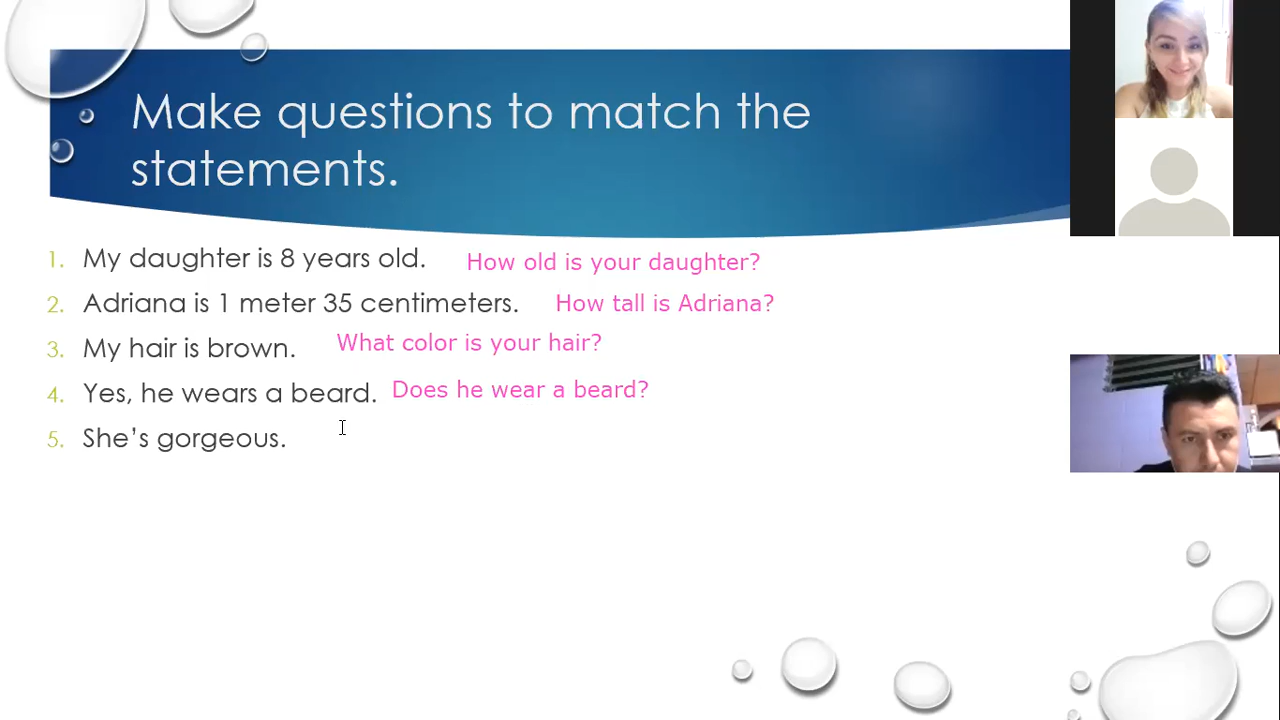 Make questions to match the
statements.
1. My daughter is 8 years old. How old is your daughter?
2. Adriana is 1 meter 35 centimeters. How tall is Adriana?
3. My hair is brown. What color is your hair?
4. Yes, he wears a beard. Does he wear a beard?
5. She’s gorgeous.